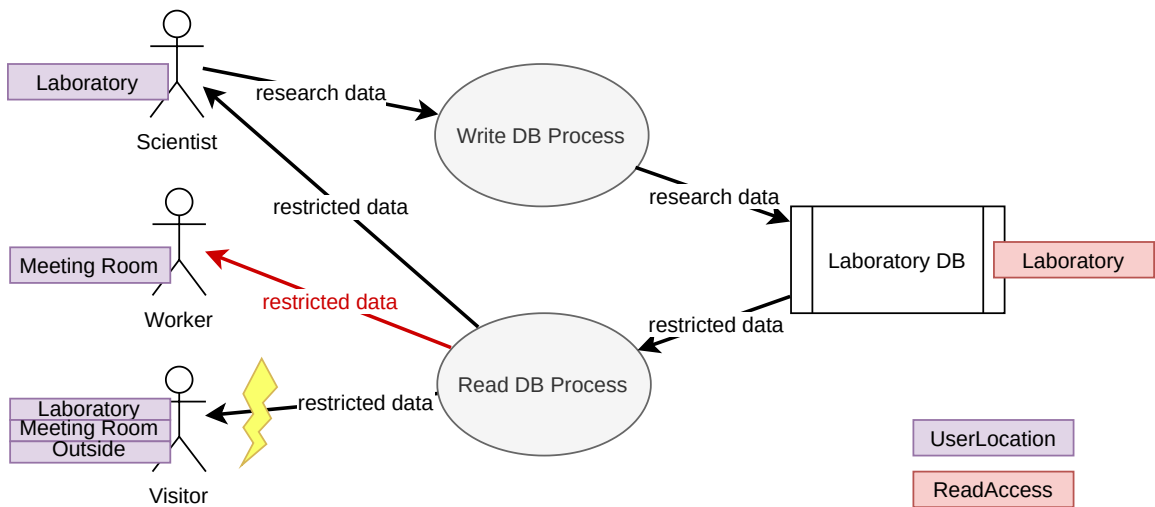 Laboratory
Scientist
research data
Write DB Process
research data
restricted data
Meeting Room
Worker
restricted data
Laboratory DB
Laboratory
restricted data
Read DB Process
restricted data
Laboratory
Meeting Room
Outside
Visitor
UserLocation
ReadAccess